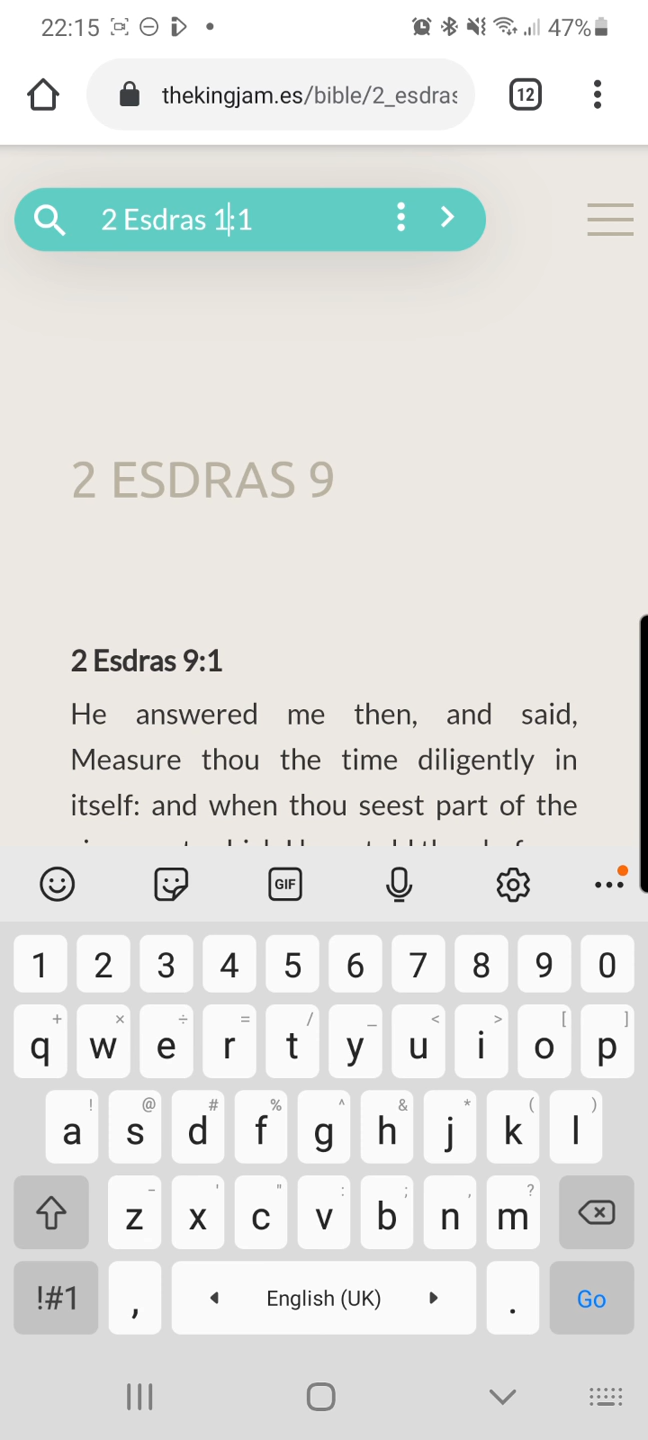 22:15 47%
thekingjam.es/bible/2_esdras 12
2 Esdras 1:1
2 ESDRAS 9
2 Esdras 9:1
He answered me then, and said,
Measure thou the time diligently in
itself: and when thou seest part of the
GIF
1 2 3 4 5 6 7 8 9 0
+ × ÷ = / _ < > [ ]
q w e r t y u i o p
! @ # % ^ & * ( )
a s d f g h j k l
- ' " : ; , ?
z x c v b n m
!#1 , English (UK) . Go